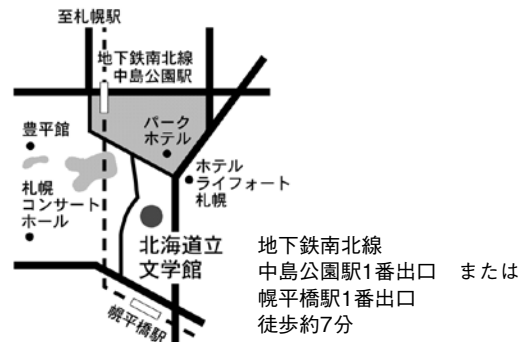 至札幌駅
地下鉄南北線
中島公園駅
豊平館
パーク
ホテル
ホテル
ライフォート
札幌
札幌
コンサート
ホール
北海道立
文学館
幌平橋駅
地下鉄南北線
中島公園駅1番出口　または
幌平橋駅1番出口
徒歩約7分